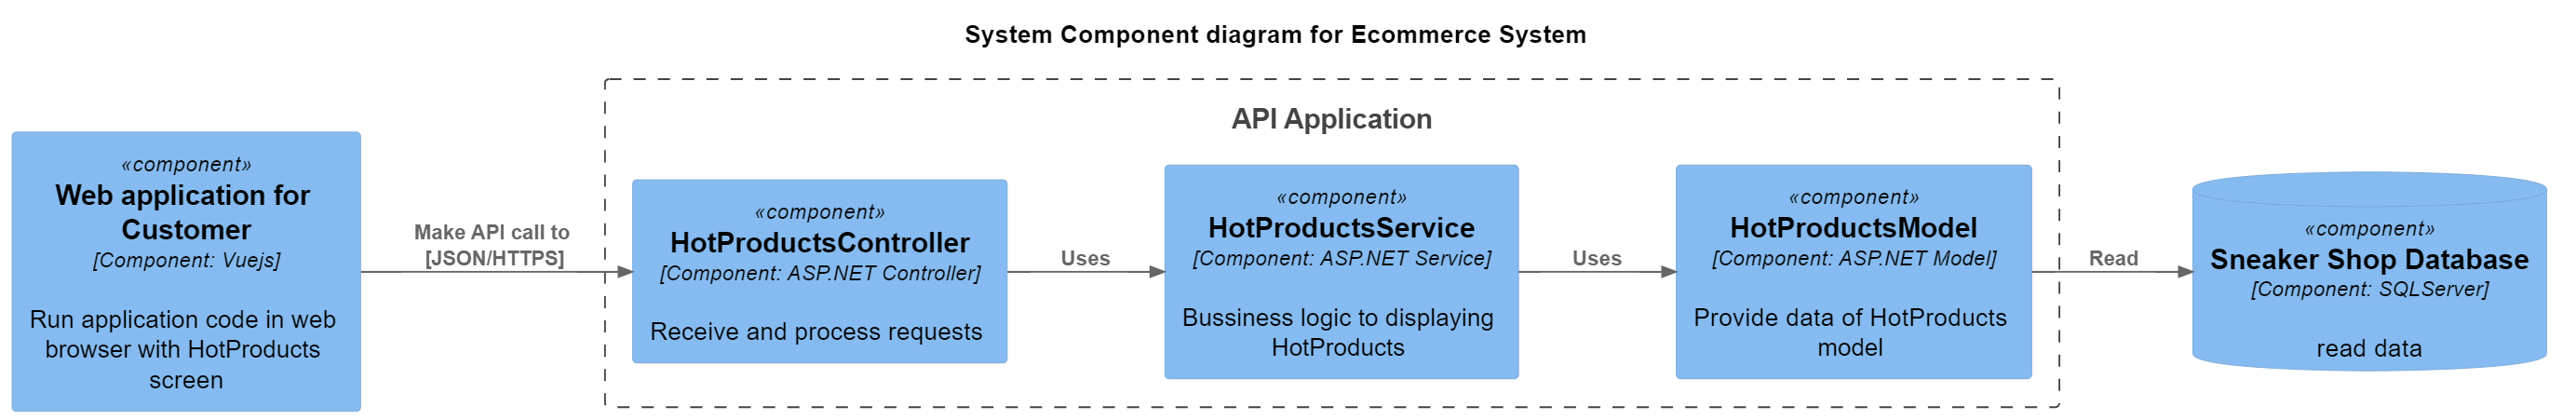 System Component diagram for Ecommerce System
API Application
«component»
Web application for
Customer
[Component: Vuejs]
Run application code in web
browser with HotProducts
screen
Make API call to
[JSON/HTTPS]
«component»
HotProductsController
[Component: ASP.NET Controller]
Receive and process requests
Uses
«component»
HotProductsService
[Component: ASP.NET Service]
Bussiness logic to displaying
HotProducts
Uses
«component»
HotProductsModel
[Component: ASP.NET Model]
Provide data of HotProducts
model
Read
«component»
Sneaker Shop Database
[Component: SQLServer]
read data